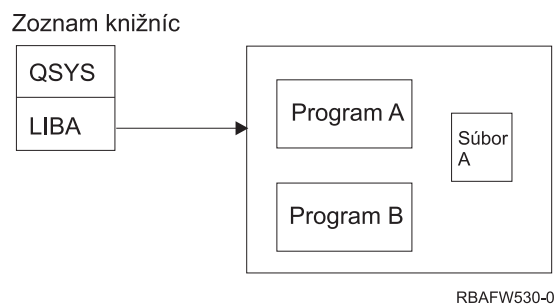 Zoznam knižníc
QSYS
LIBA
Program A
Súbor
A
Program B
RBAFW530-0